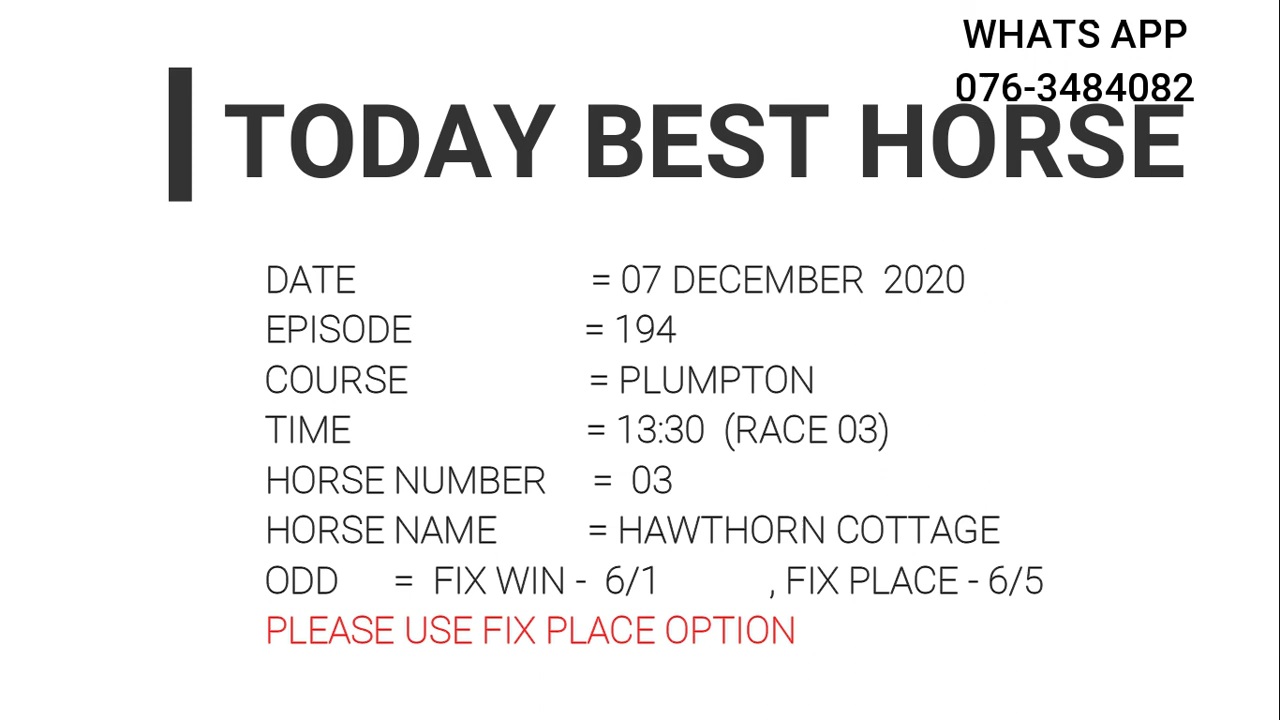 WHATS APP
076-3484082
TODAY BEST HORSE
DATE = 07 DECEMBER 2020
EPISODE = 194
COURSE = PLUMPTON
TIME = 13:30 (RACE 03)
HORSE NUMBER = 03
HORSE NAME = HAWTHORN COTTAGE
ODD = FIX WIN - 6/1 , FIX PLACE - 6/5
PLEASE USE FIX PLACE OPTION